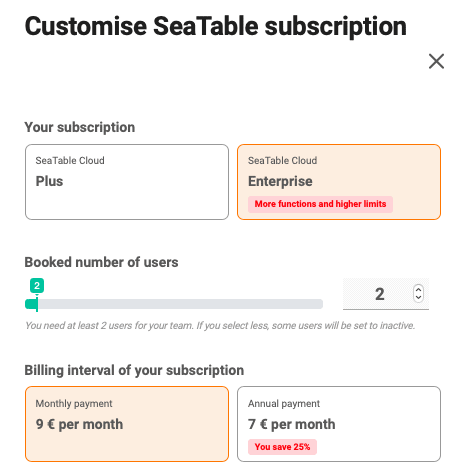 Customise SeaTable subscription
Your subscription
SeaTable Cloud
Plus
SeaTable Cloud
Enterprise
More functions and higher limits
Booked number of users
2
2
You need at least 2 users for your team. If you select less, some users will be set to inactive.
Billing interval of your subscription
Monthly payment
9 € per month
Annual payment
7 € per month
You save 25%